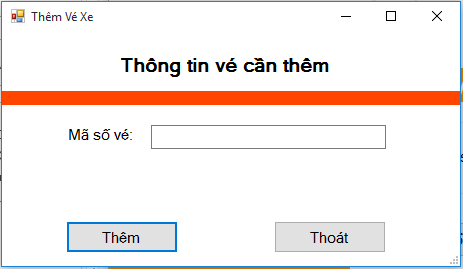 Thêm Vé Xe
Thông tin vé cần thêm
Mã số vé:
Thêm
Thoát